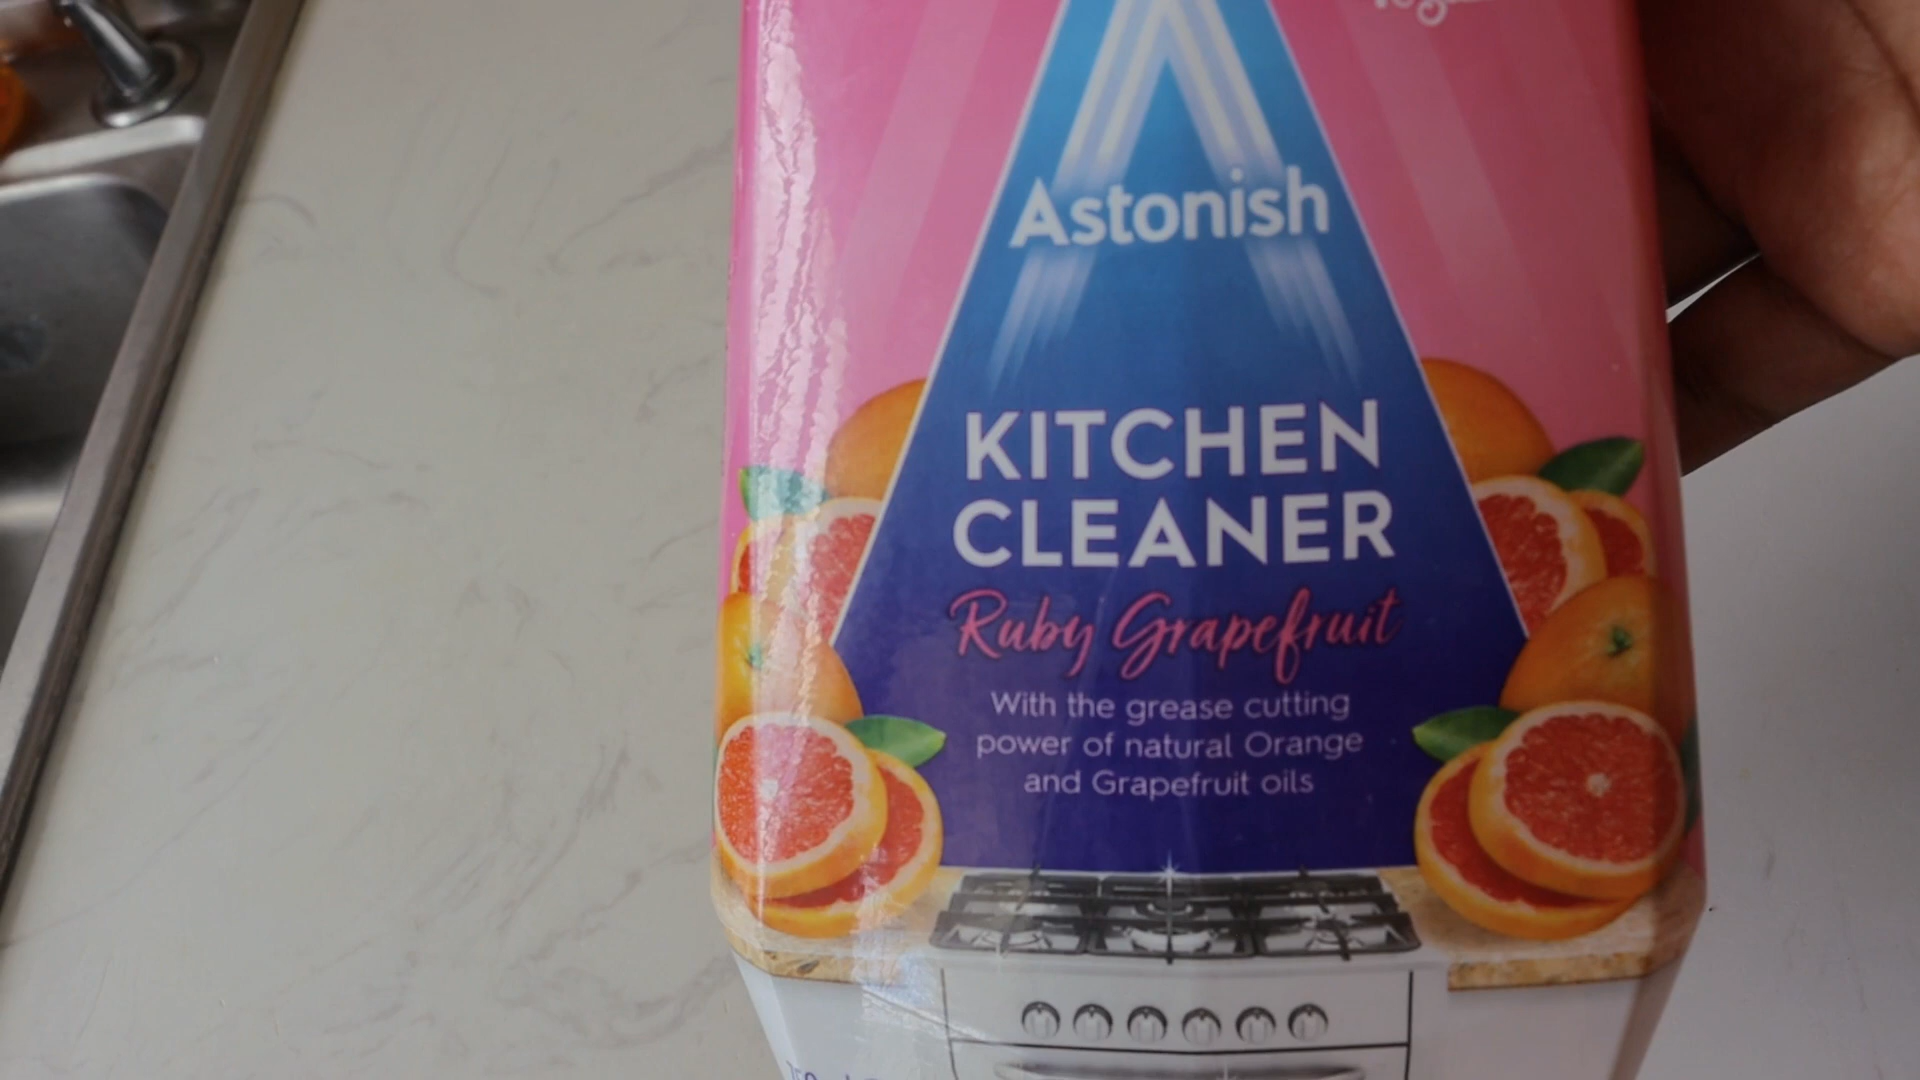 Astonish
KITCHEN
CLEANER
Ruby Grapefruit
With the grease cutting
power of natural Orange
and Grapefruit oils